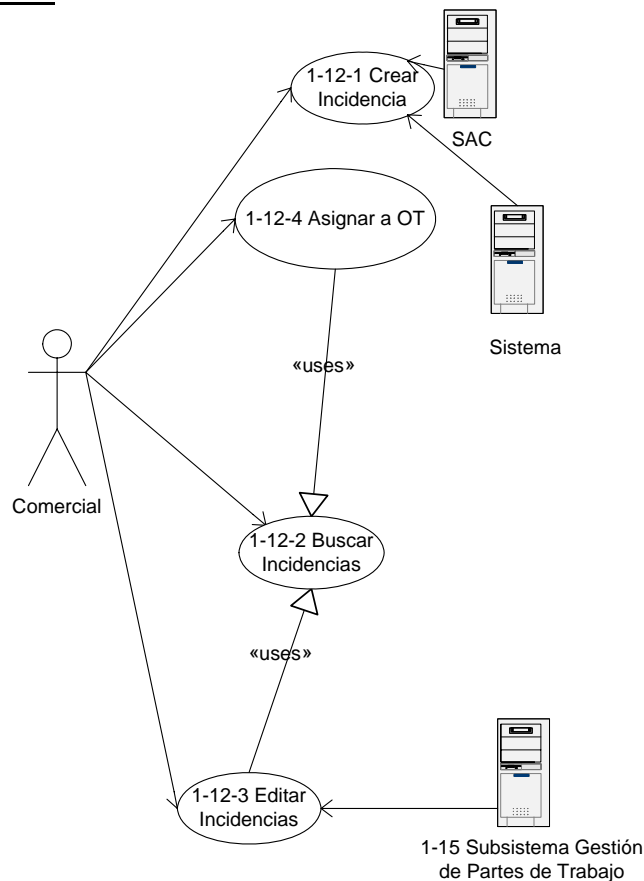 1-12-1 Crear
Incidencia
SAC
1-12-4 Asignar a OT
Sistema
«uses»
Comercial
1-12-2 Buscar
Incidencias
«uses»
1-12-3 Editar
Incidencias
1-15 Subsistema Gestión
de Partes de Trabajo